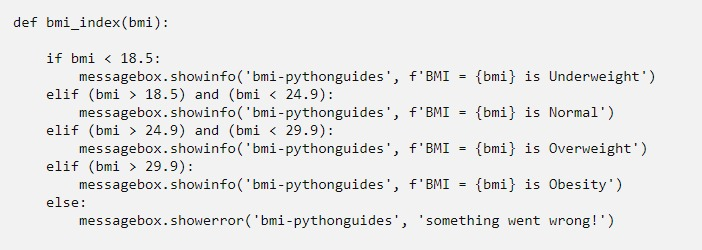 def bmi_index(bmi):
    if bmi < 18.5:
        messagebox.showinfo('bmi-pythonguides', f'BMI = {bmi} is Underweight')
    elif (bmi > 18.5) and (bmi < 24.9):
        messagebox.showinfo('bmi-pythonguides', f'BMI = {bmi} is Normal')
    elif (bmi > 24.9) and (bmi < 29.9):
        messagebox.showinfo('bmi-pythonguides', f'BMI = {bmi} is Overweight')
    elif (bmi > 29.9):
        messagebox.showinfo('bmi-pythonguides', f'BMI = {bmi} is Obesity')
    else:
        messagebox.showerror('bmi-pythonguides', 'something went wrong!')